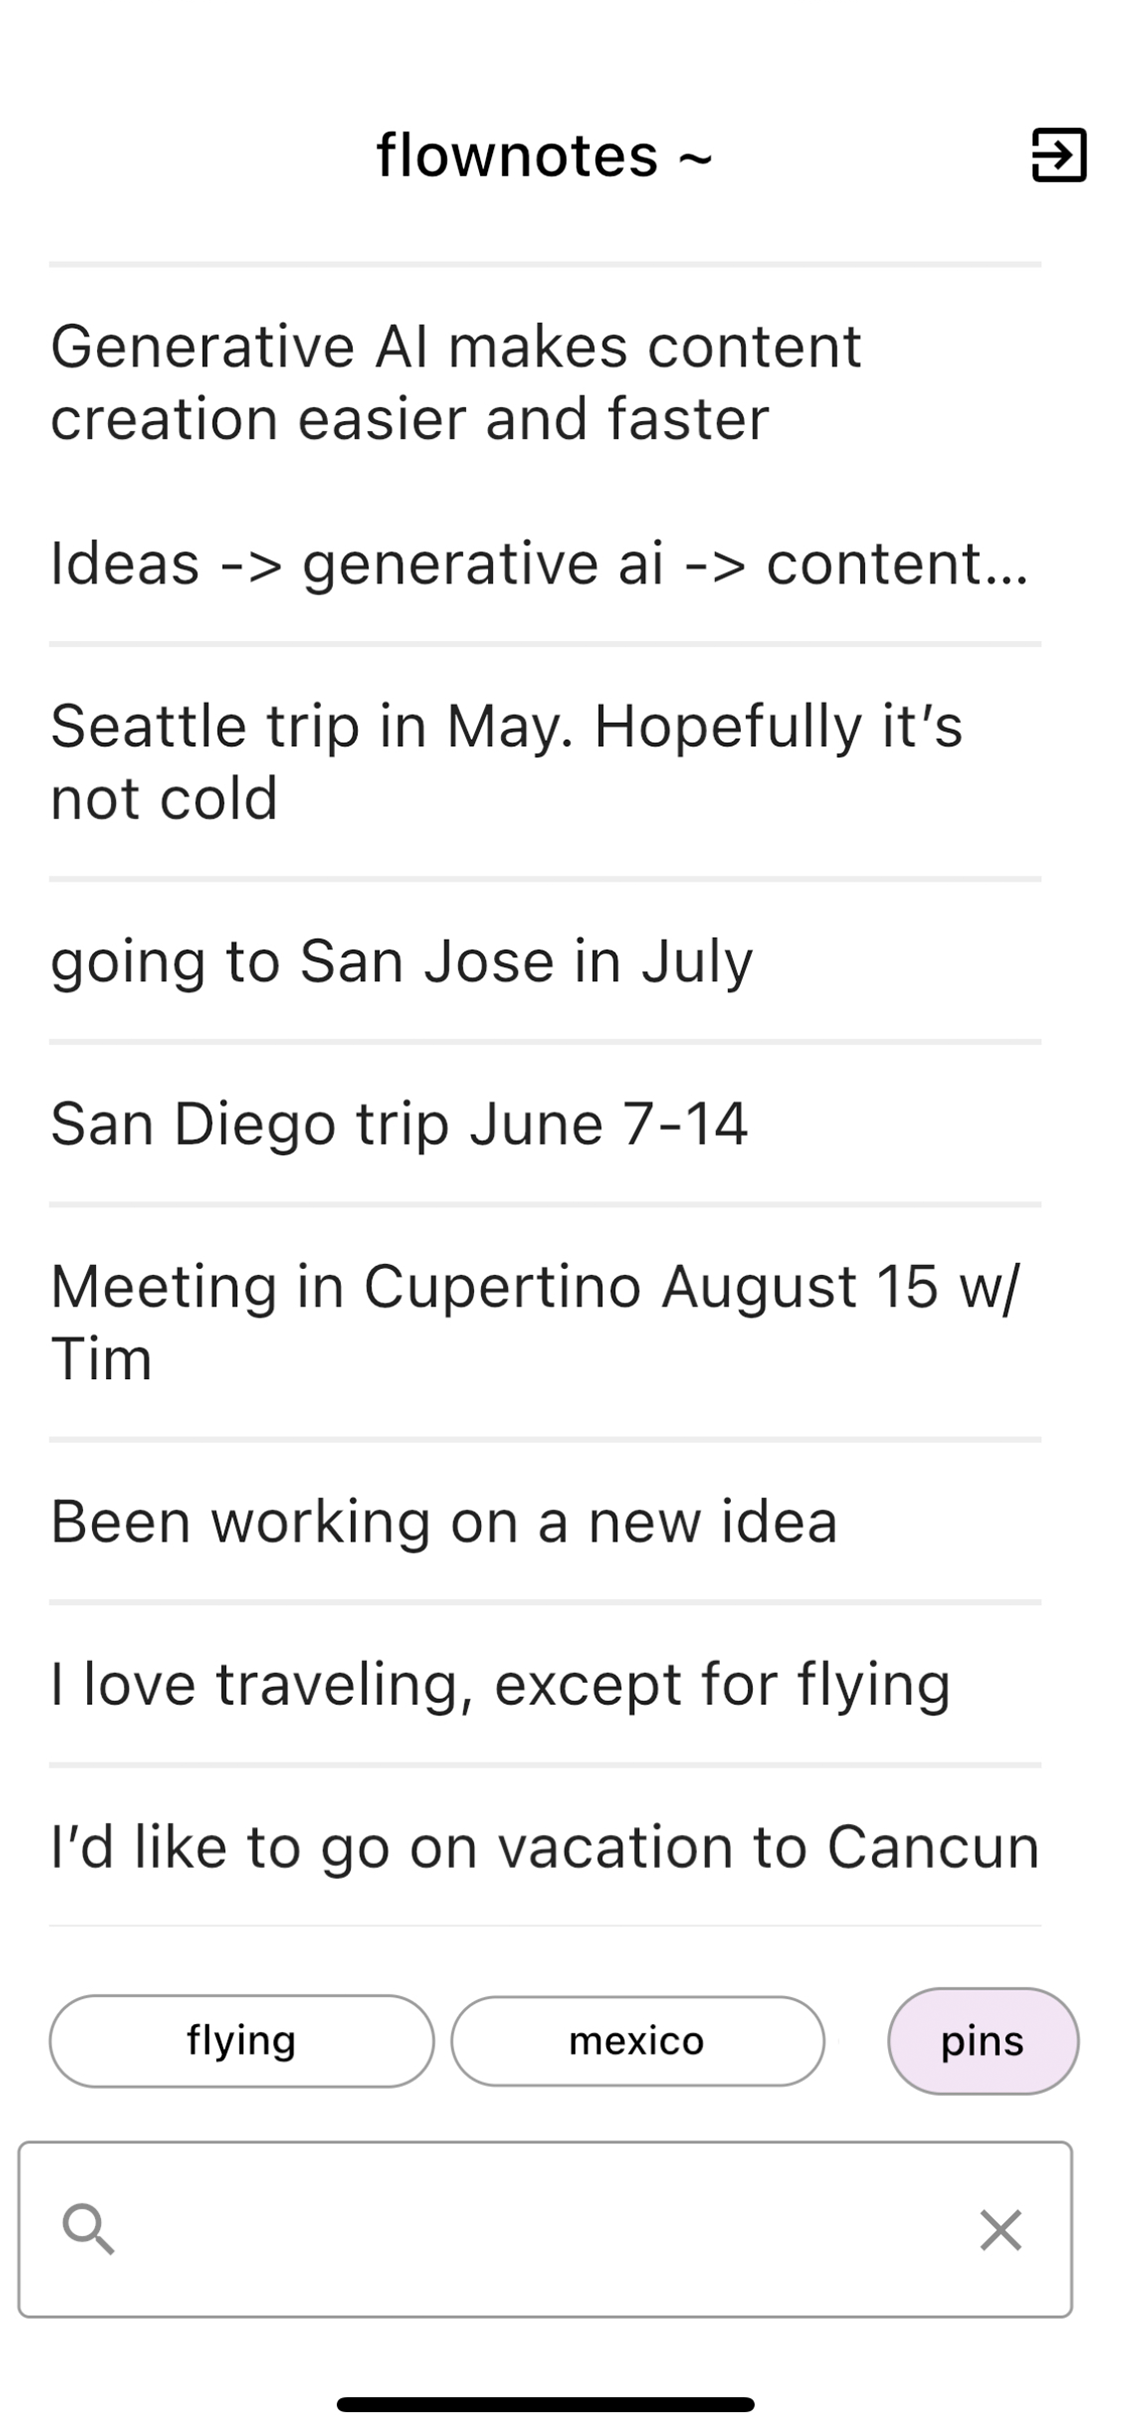 flownotes ~
Generative AI makes content
creation easier and faster
Ideas -> generative ai -> content...
Seattle trip in May. Hopefully it’s
not cold
going to San Jose in July
San Diego trip June 7-14
Meeting in Cupertino August 15 w/
Tim
Been working on a new idea
I love traveling, except for flying
I’d like to go on vacation to Cancun
flying mexico pins